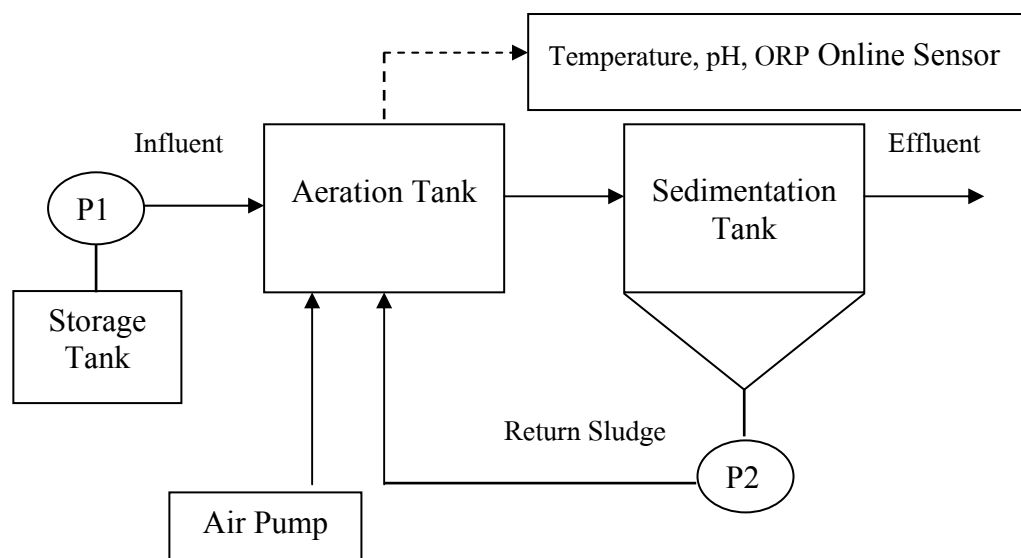 Temperature, pH, ORP Online Sensor
Influent
Effluent
P1
Aeration Tank
Sedimentation
Tank
Storage
Tank
Return Sludge
P2
Air Pump